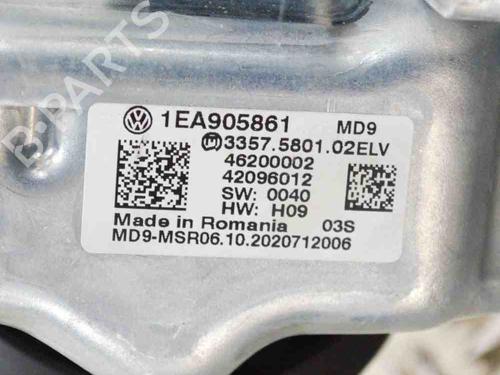 B-PARTS
1EA905861 MD9
3357.5801.02ELV
46200002
42096012
SW: 0040
HW: H09
Made in Romania 03S
MD9-MSR06.10.2020712006